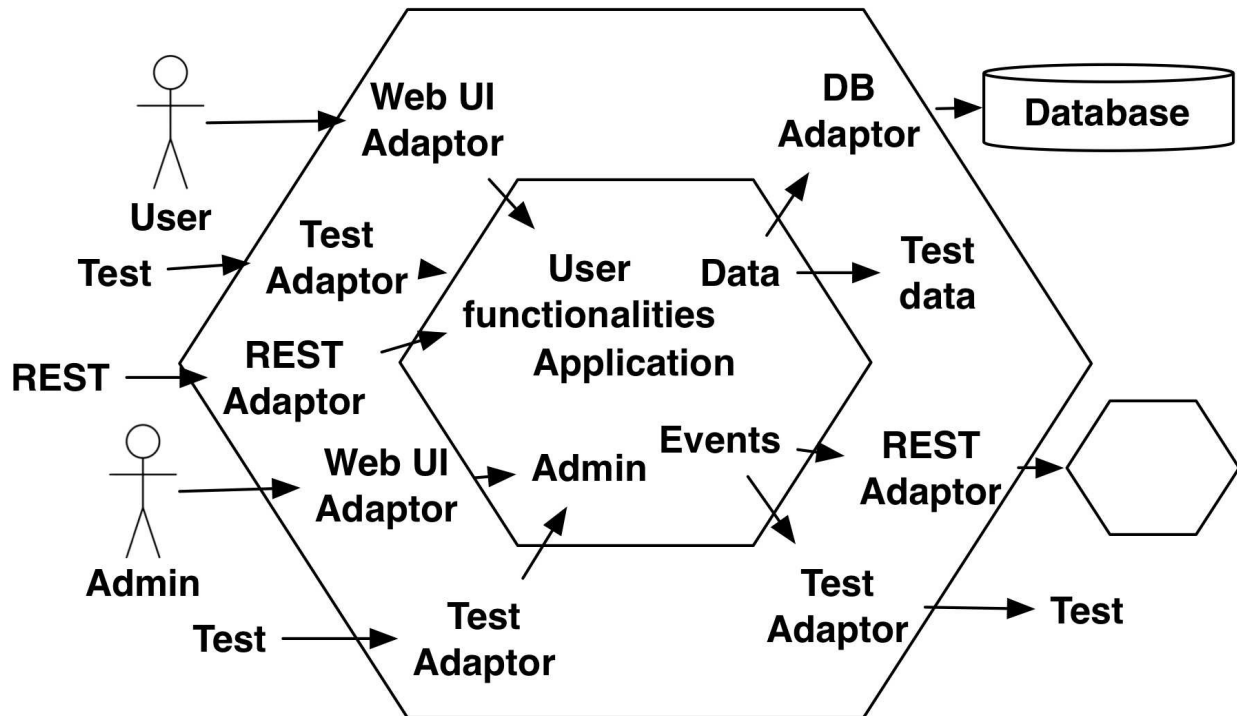 Web UI
Adaptor
DB
Adaptor
Database
User
Test
Test
Adaptor
User
functionalities
Application
Data
Test
data
REST
REST
Adaptor
Admin
Web UI
Adaptor
Admin
Events
REST
Adaptor
Test
Test
Adaptor
Test
Adaptor
Test